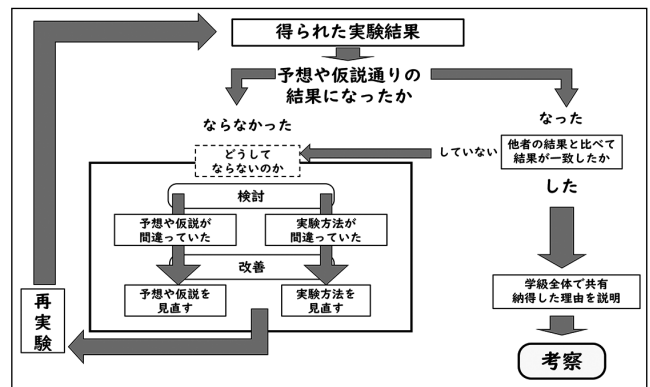 得られた実験結果
予想や仮説通りの
結果になったか
ならなかった
なった
どうして
ならないのか
していない
他者の結果と比べて
結果が一致したか
検討
した
予想や仮説が
間違っていた
実験方法が
間違っていた
改善
予想や仮説を
見直す
実験方法を
見直す
学級全体で共有
納得した理由を説明
再実験
考察